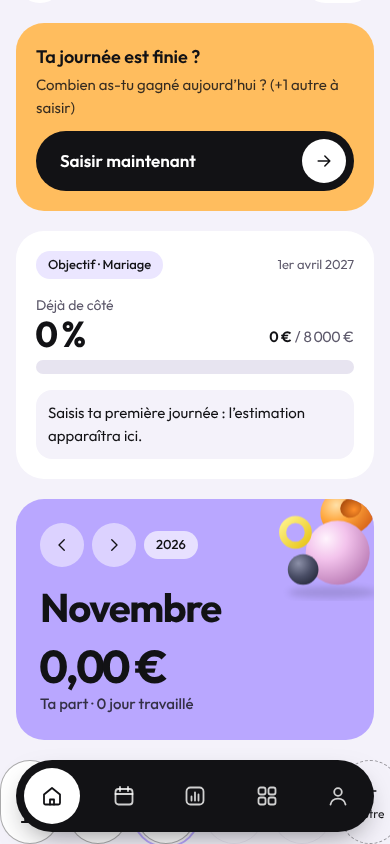 Ta journée est finie ?
Combien as-tu gagné aujourd’hui ? (+1 autre à
saisir)
Saisir maintenant
Objectif · Mariage
1er avril 2027
Déjà de côté
0 %
0 € / 8 000 €
Saisis ta première journée : l’estimation
apparaîtra ici.
2026
Novembre
0,00 €
Ta part · 0 jour travaillé